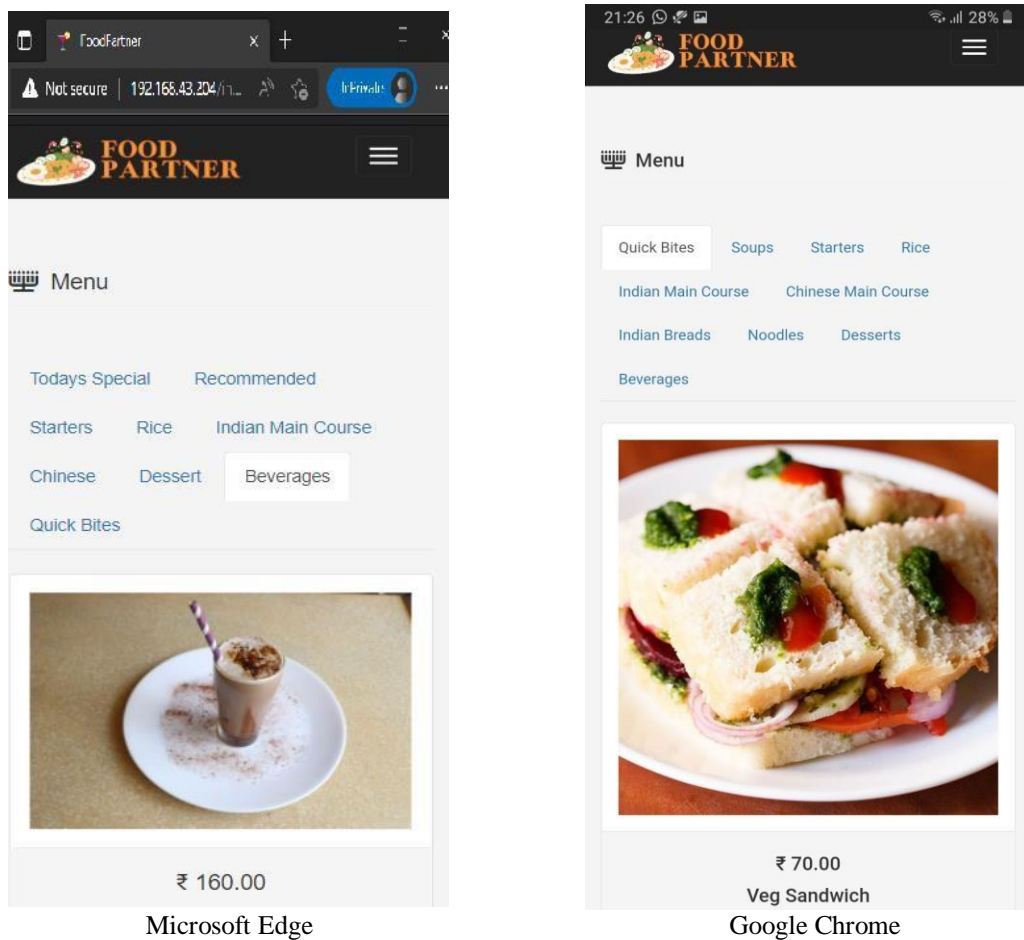 FoodPartner
Not secure 192.168.43.204/
InPrivate
FOOD
PARTNER
Menu
Todays Special Recommended
Starters Rice Indian Main Course
Chinese Dessert Beverages
Quick Bites
₹ 160.00
Microsoft Edge
21:26 28%
FOOD
PARTNER
Menu
Quick Bites Soups Starters Rice
Indian Main Course Chinese Main Course
Indian Breads Noodles Desserts
Beverages
₹ 70.00
Veg Sandwich
Google Chrome